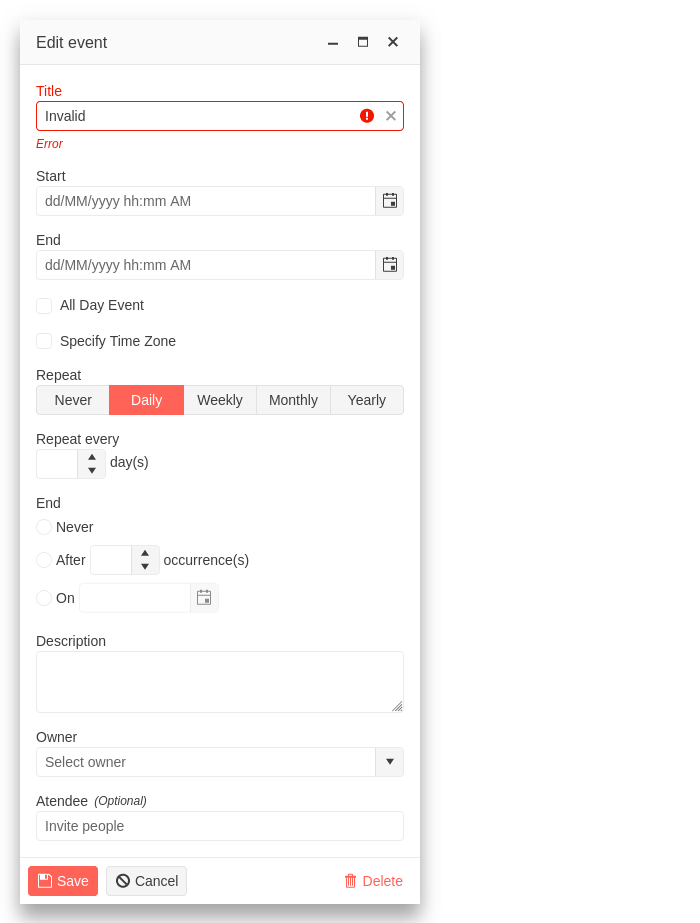 Edit event
Title
Invalid
Error
Start
dd/MM/yyyy hh:mm AM
End
dd/MM/yyyy hh:mm AM
All Day Event
Specify Time Zone
Repeat
Never Daily Weekly Monthly Yearly
Repeat every
day(s)
End
Never
After occurrence(s)
On
Description
Owner
Select owner
Atendee (Optional)
Invite people
Save Cancel Delete